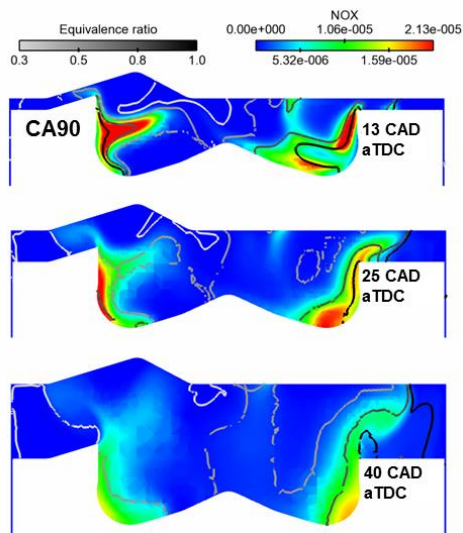 Equivalence ratio
0.3 0.5 0.8 1.0
NOX
0.00e+000 1.06e-005 2.13e-005
5.32e-006 1.59e-005
CA90
13 CAD
aTDC
25 CAD
aTDC
40 CAD
aTDC